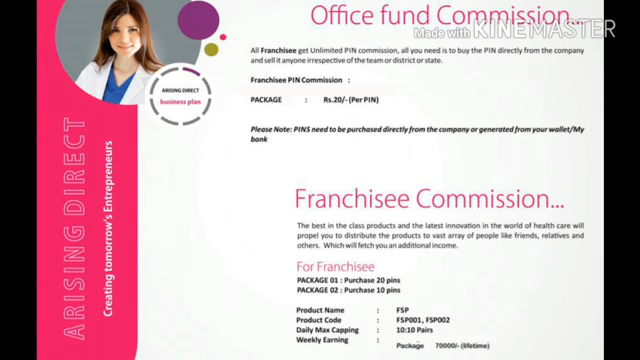 Office fund Commission...
Made with KINEMASTER
All Franchisee get Unlimited PIN commission, all you need is to buy the PIN directly from the company
and sell it anyone irrespective of the team or district or state.
Franchisee PIN Commission :
PACKAGE : Rs.20/- (Per PIN)
Please Note: PINS need to be purchased directly from the company or generated from your wallet/My
bank
ARISING DIRECT
business plan
ARISING DIRECT
Creating tomorrow's Entrepreneurs
Franchisee Commission...
The best in the class products and the latest innovation in the world of health care will
propel you to distribute the products to vast array of people like friends, relatives and
others. Which will fetch you an additional income.
For Franchisee
PACKAGE 01 : Purchase 20 pins
PACKAGE 02 : Purchase 10 pins
Product Name : FSP
Product Code : FSP001, FSP002
Daily Max Capping : 10:10 Pairs
Weekly Earning :
Package 70000/- (lifetime)